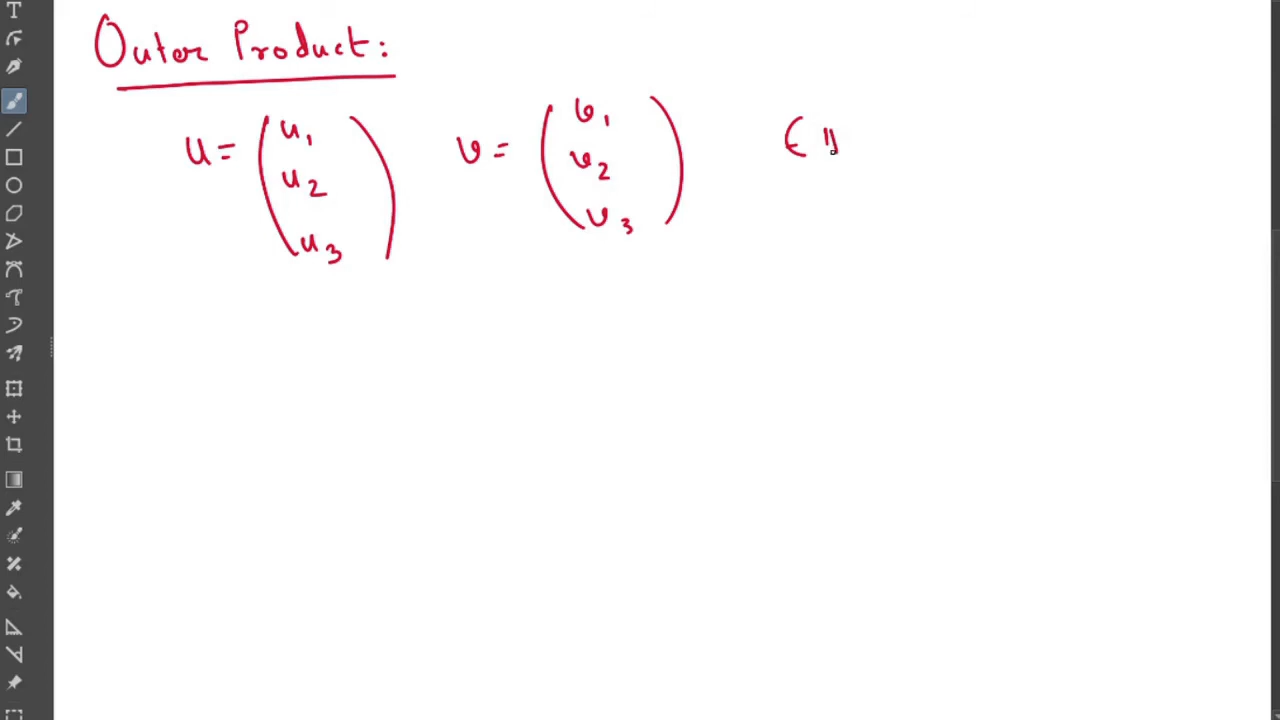 Outer Product:
u = (u1 u2 u3) v = (v1 v2 v3) ∈